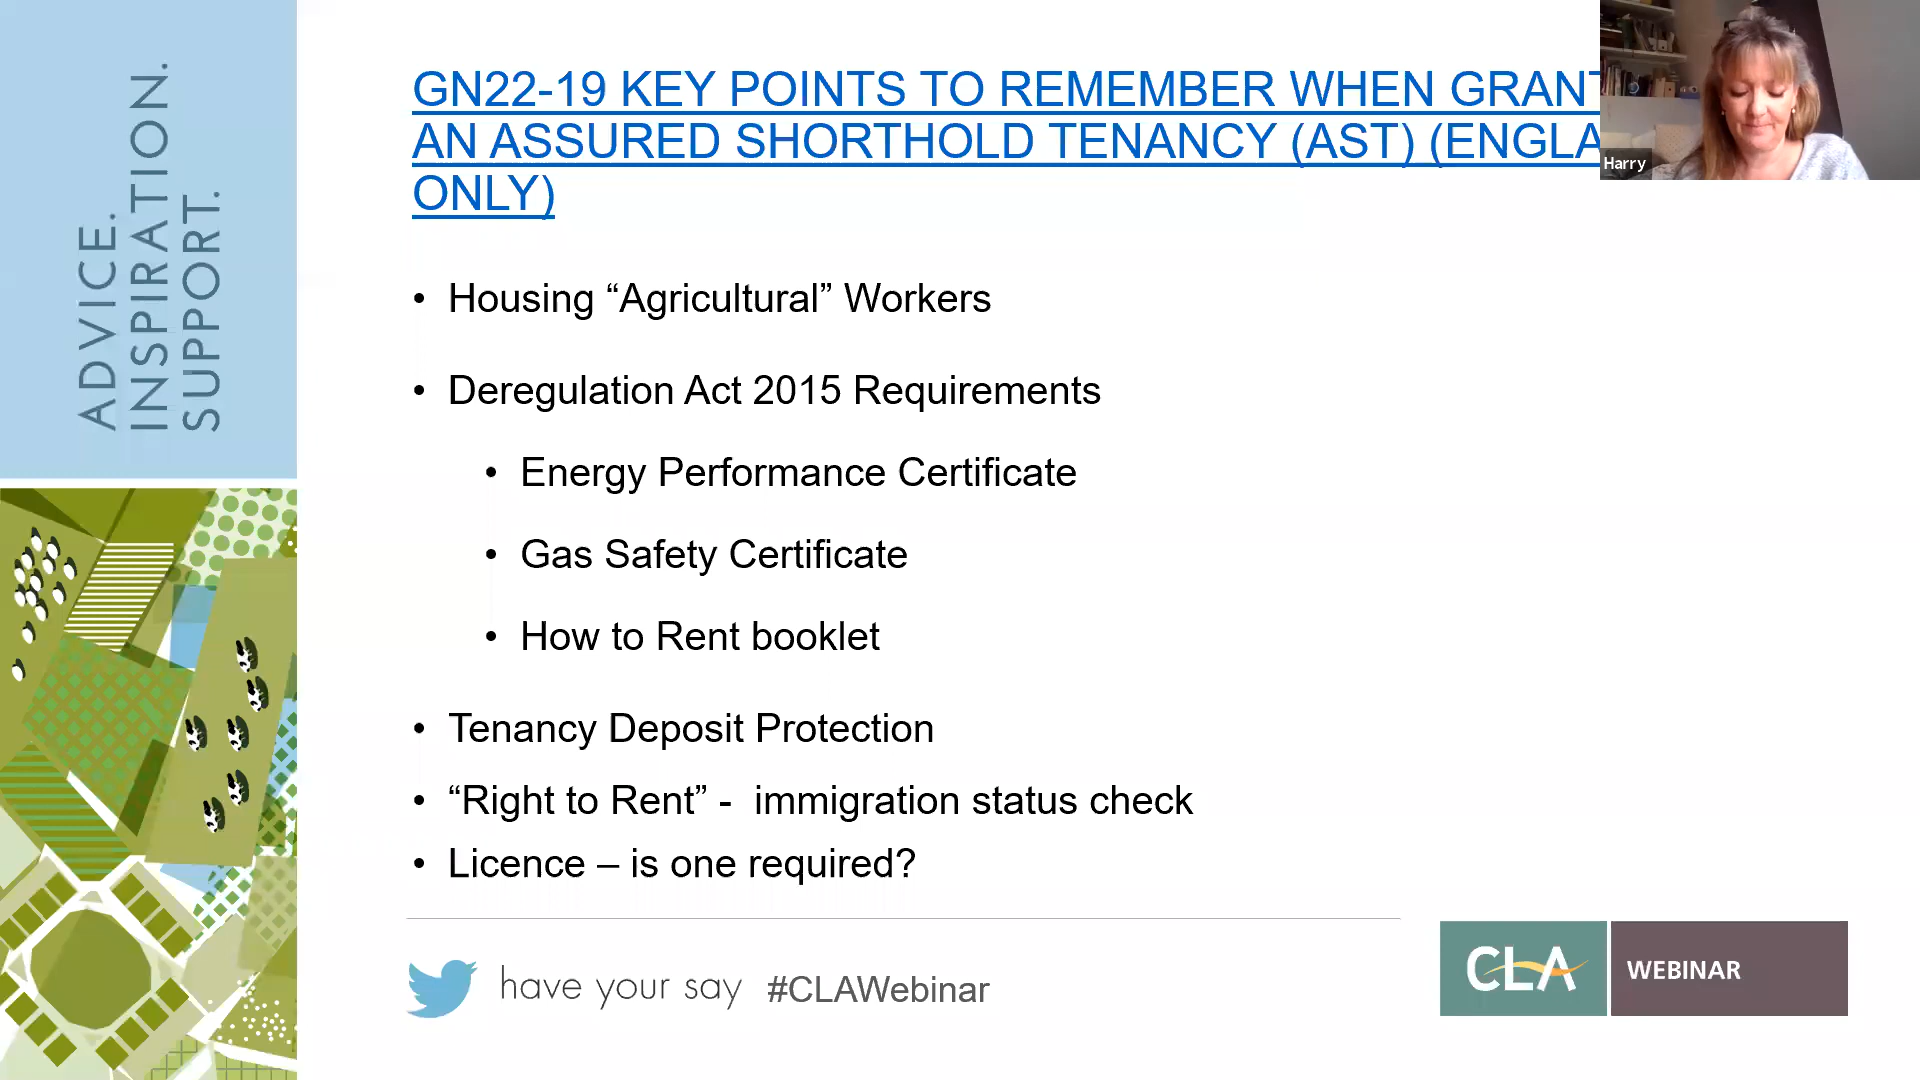 ADVICE.
INSPIRATION.
SUPPORT.
GN22-19 KEY POINTS TO REMEMBER WHEN GRANT
AN ASSURED SHORTHOLD TENANCY (AST) (ENGLA
ONLY)
Harry
• Housing “Agricultural” Workers
• Deregulation Act 2015 Requirements
• Energy Performance Certificate
• Gas Safety Certificate
• How to Rent booklet
• Tenancy Deposit Protection
• “Right to Rent” - immigration status check
• Licence – is one required?
have your say #CLAWebinar
CLA WEBINAR